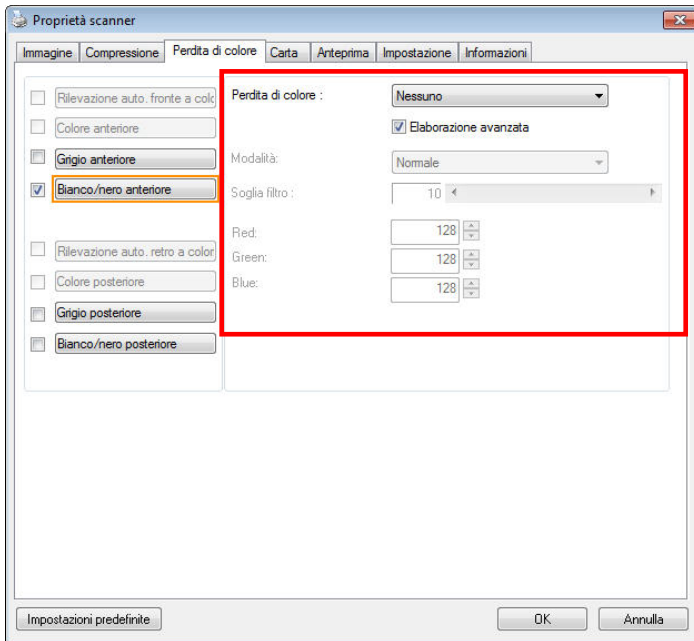 Proprietà scanner
Immagine Compressione Perdita di colore Carta Anteprima Impostazione Informazioni
Rilevazione auto. fronte a colo
Colore anteriore
Grigio anteriore
Bianco/nero anteriore
Rilevazione auto. retro a color
Colore posteriore
Grigio posteriore
Bianco/nero posteriore
Perdita di colore : Nessuno
Elaborazione avanzata
Modalità: Normale
Soglia filtro : 10
Red: 128
Green: 128
Blue: 128
Impostazioni predefinite OK Annulla